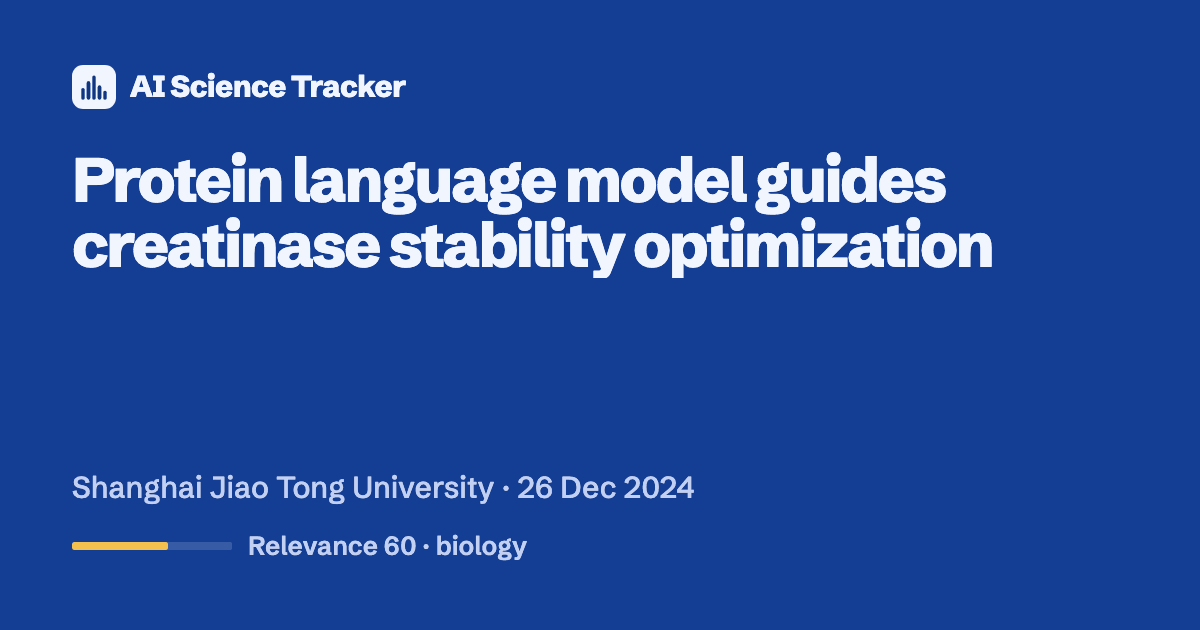 AI Science Tracker
Protein language model guides
creatinase stability optimization
Shanghai Jiao Tong University · 26 Dec 2024
Relevance 60 · biology